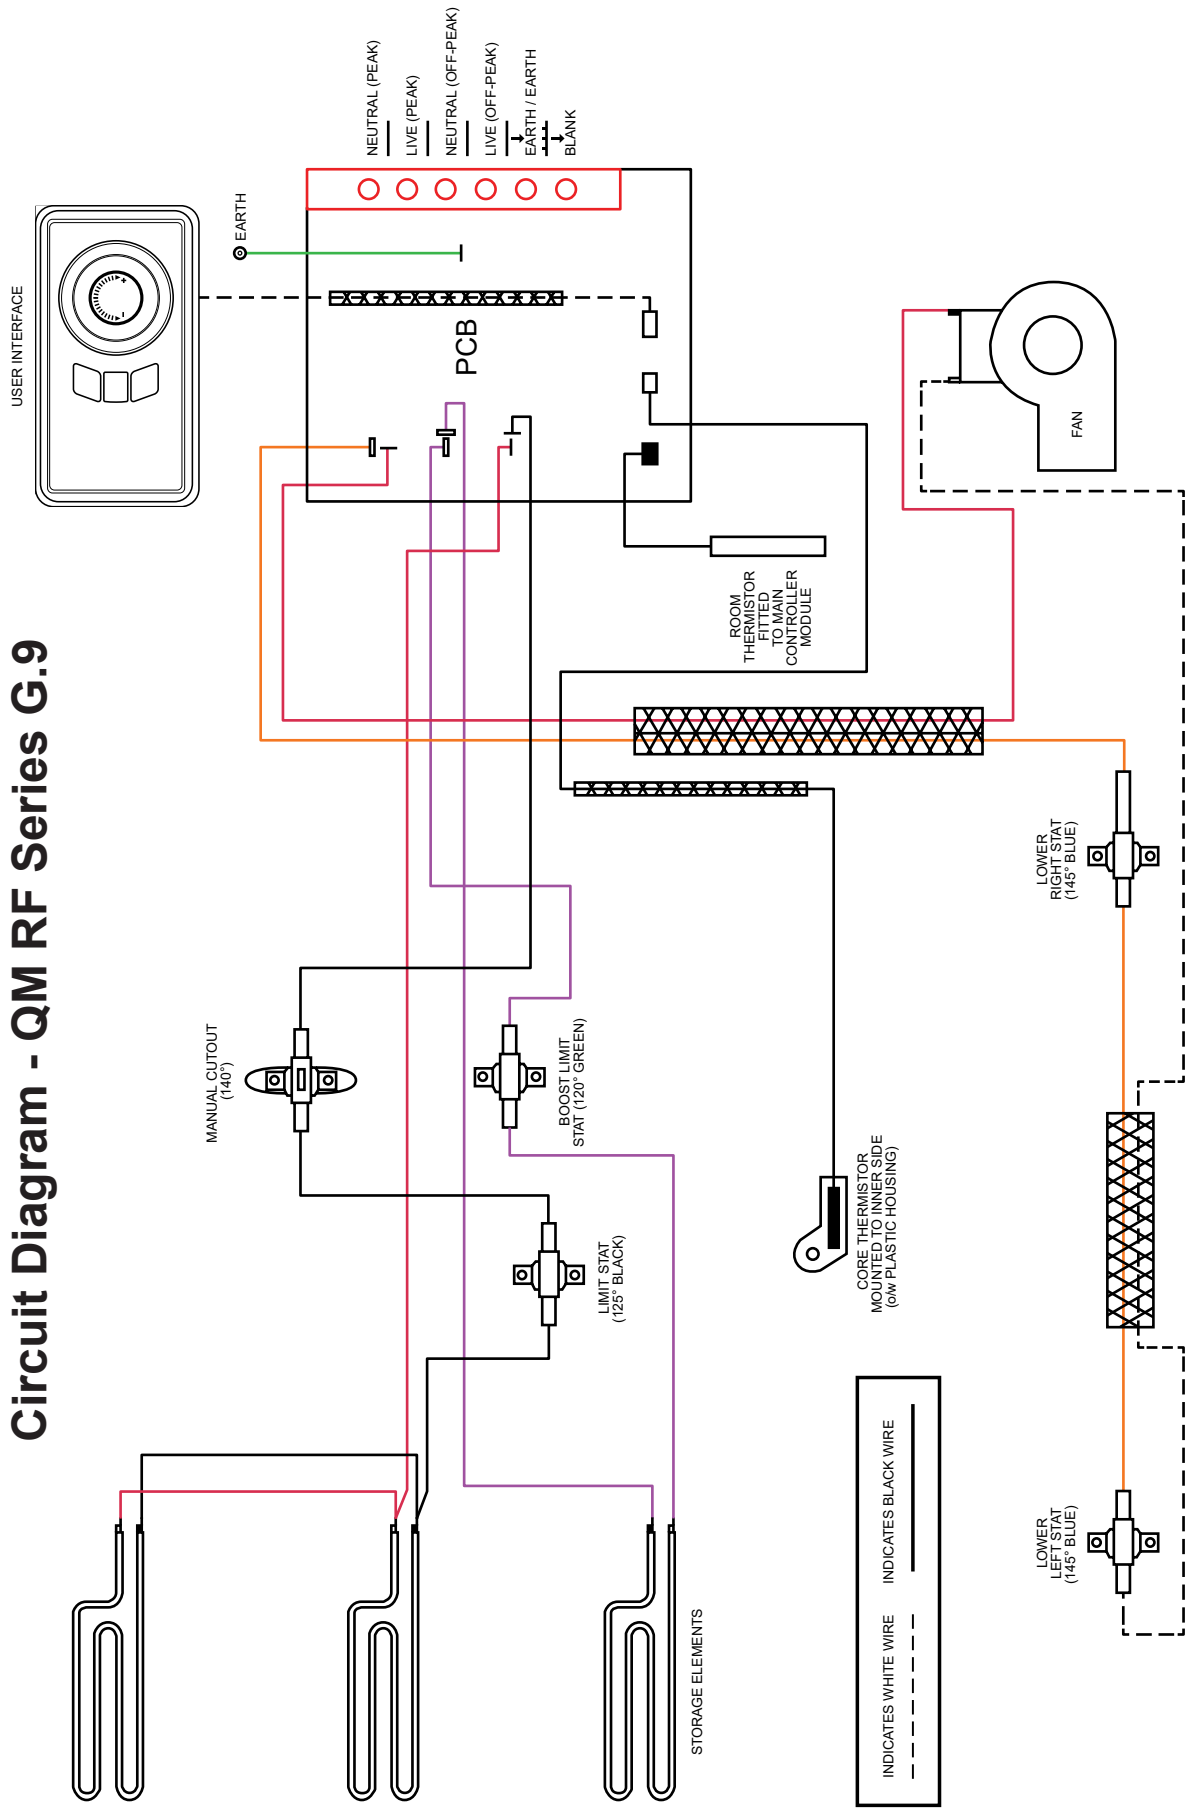 Circuit Diagram - QM RF Series G.9
USER INTERFACE
EARTH
NEUTRAL (PEAK)
LIVE (PEAK)
NEUTRAL (OFF-PEAK)
LIVE (OFF-PEAK)
EARTH / EARTH
BLANK
PCB
MANUAL CUTOUT
(140°)
BOOST LIMIT
STAT (120° GREEN)
LIMIT STAT
(125° BLACK)
ROOM
THERMISTOR
FITTED
TO MAIN
CONTROLLER
MODULE
FAN
STORAGE ELEMENTS
CORE THERMISTOR
MOUNTED TO INNER SIDE
(o/w PLASTIC HOUSING)
LOWER
RIGHT STAT
(145° BLUE)
LOWER
LEFT STAT
(145° BLUE)
INDICATES WHITE WIRE
INDICATES BLACK WIRE